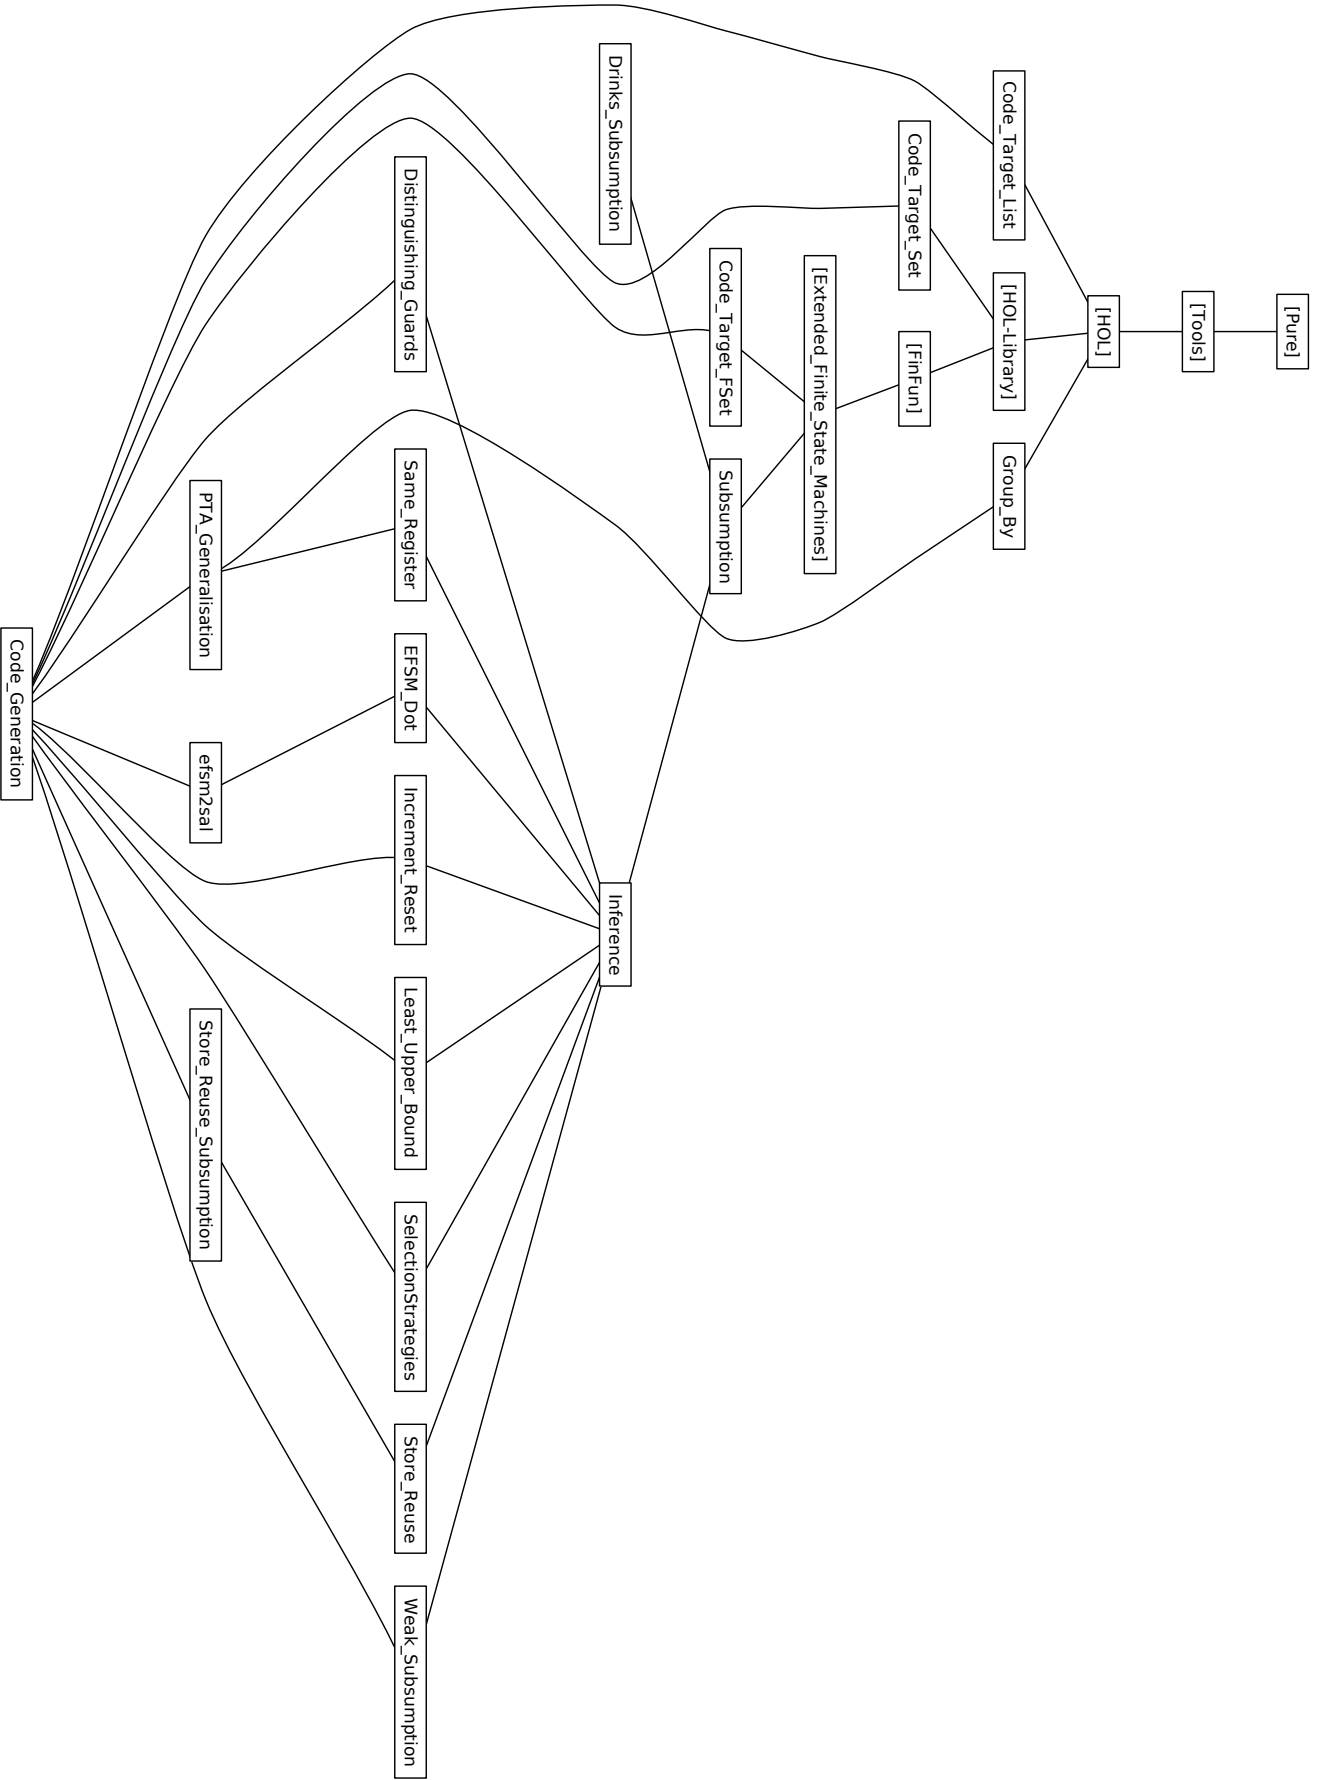 [Pure]
[Tools]
[HOL]
Code_Target_List
[HOL-Library]
Group_By
Code_Target_Set
[FinFun]
[Extended_Finite_State_Machines]
Code_Target_FSet
Subsumption
Drinks_Subsumption
Inference
Distinguishing_Guards
Same_Register
EFSM_Dot
Increment_Reset
Least_Upper_Bound
SelectionStrategies
Store_Reuse
Weak_Subsumption
PTA_Generalisation
efsm2sal
Store_Reuse_Subsumption
Code_Generation